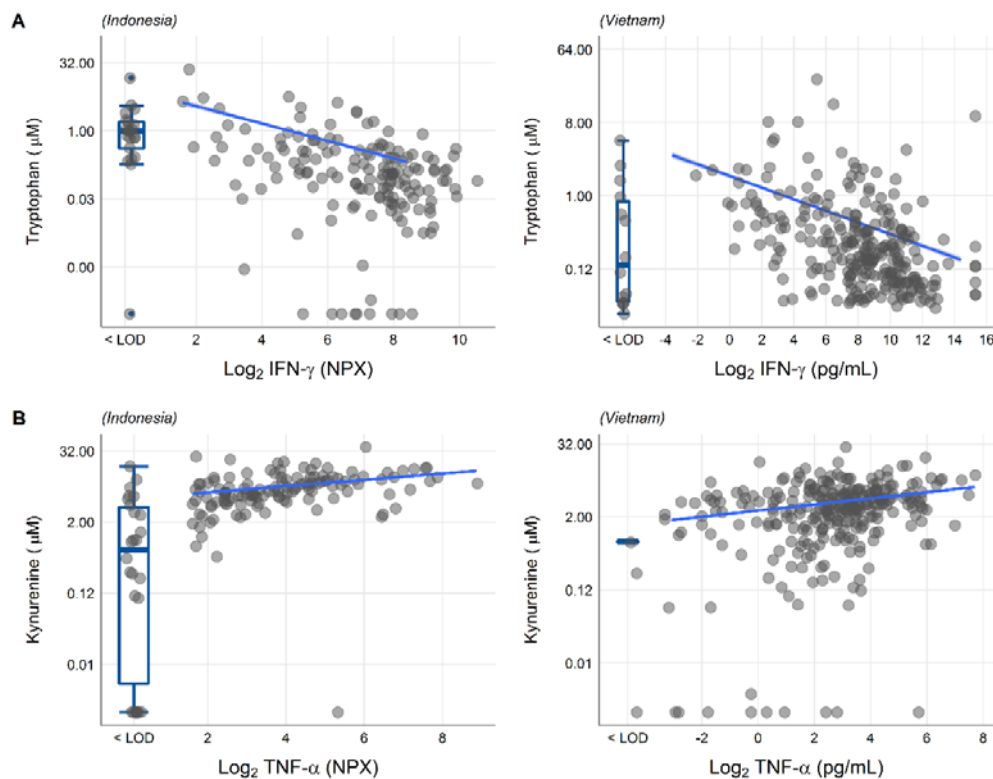 A
(Indonesia)
(Vietnam)
Tryptophan ( μM)
32.00
1.00
0.03
0.00
< LOD
2
4
6
8
10
Log₂ IFN-γ (NPX)
Tryptophan ( μM)
64.00
8.00
1.00
0.12
< LOD
-4
-2
0
2
4
6
8
10
12
14
16
Log₂ IFN-γ (pg/mL)
B
(Indonesia)
(Vietnam)
Kynurenine ( μM)
32.00
2.00
0.12
0.01
< LOD
2
4
6
8
Log₂ TNF-α (NPX)
Kynurenine ( μM)
32.00
2.00
0.12
0.01
< LOD
-2
0
2
4
6
8
Log₂ TNF-α (pg/mL)